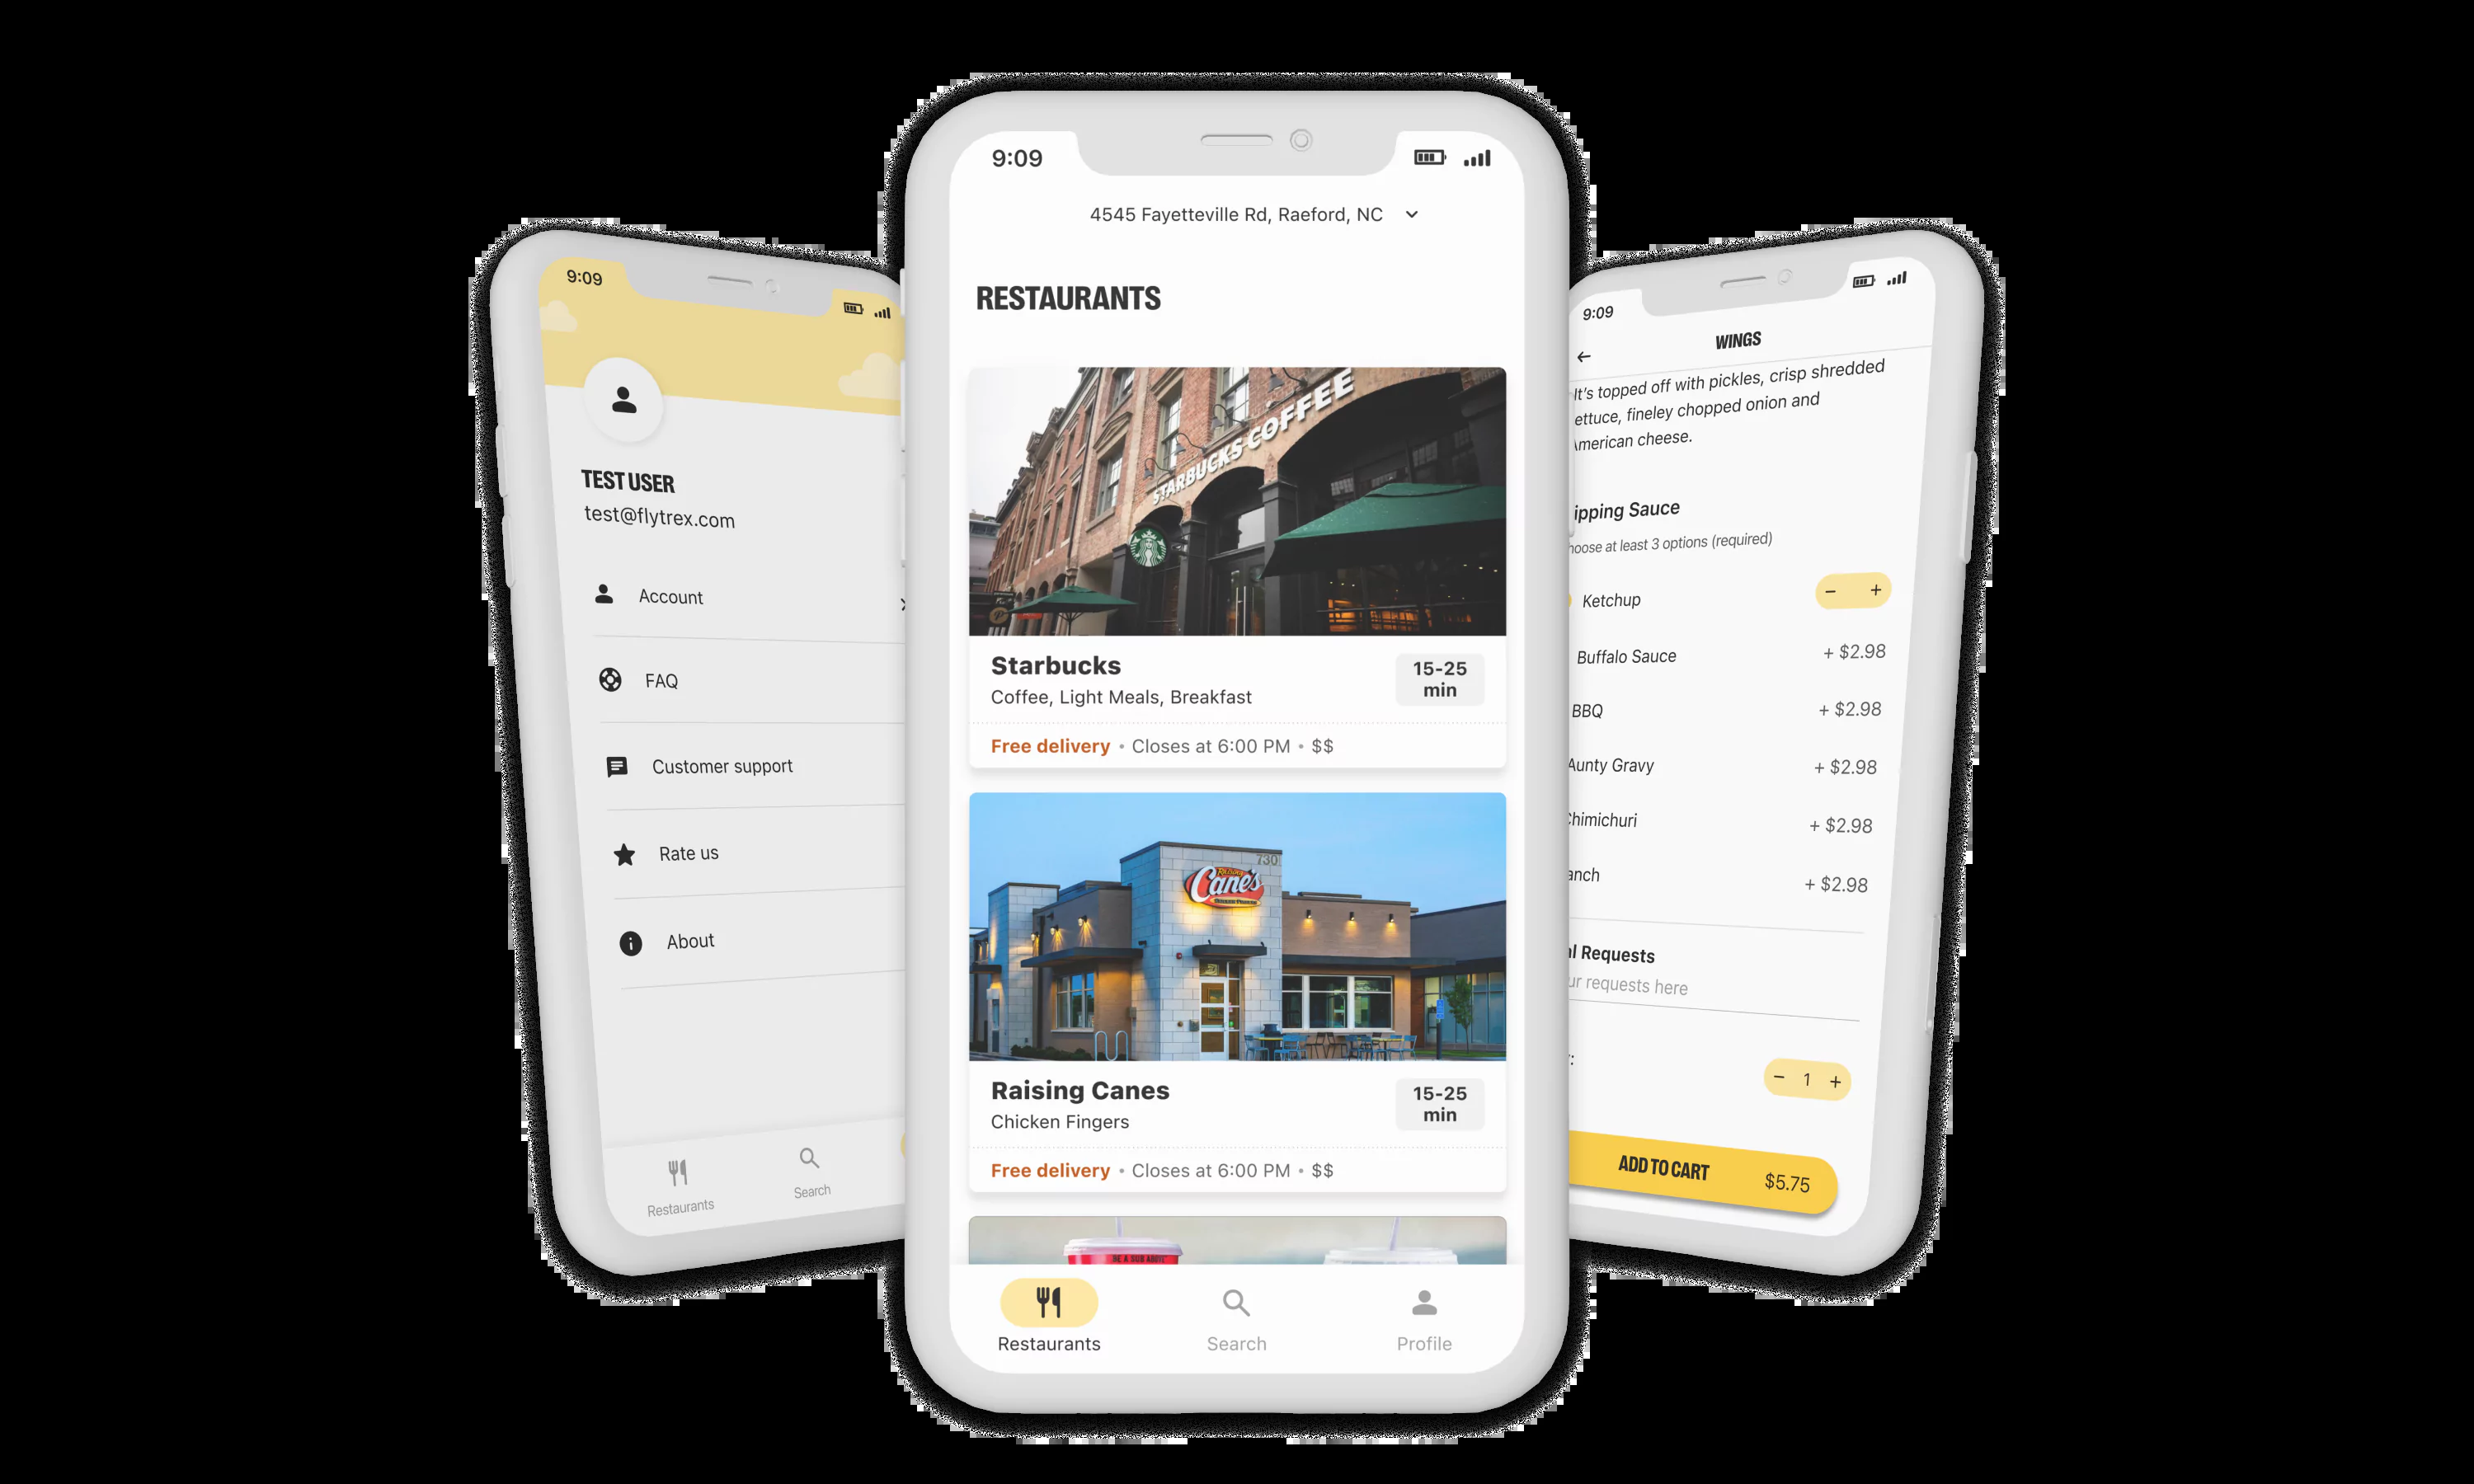 9:09
TEST USER
test@flytrex.com
Account
FAQ
Customer support
Rate us
About
Restaurants
Search
9:09
4545 Fayetteville Rd, Raeford, NC
RESTAURANTS
STARBUCKS COFFEE
Starbucks
Coffee, Light Meals, Breakfast
15-25
min
Free delivery • Closes at 6:00 PM • $$
730
Raising
Cane's
Raising Canes
Chicken Fingers
15-25
min
Free delivery • Closes at 6:00 PM • $$
Restaurants
Search
Profile
9:09
WINGS
It's topped off with pickles, crisp shredded
ettuce, fineley chopped onion and
American cheese.
ipping Sauce
hoose at least 3 options (required)
Ketchup
− +
Buffalo Sauce + $2.98
BBQ + $2.98
Aunty Gravy + $2.98
Chimichuri + $2.98
anch + $2.98
l Requests
ur requests here
− 1 +
ADD TO CART $5.75